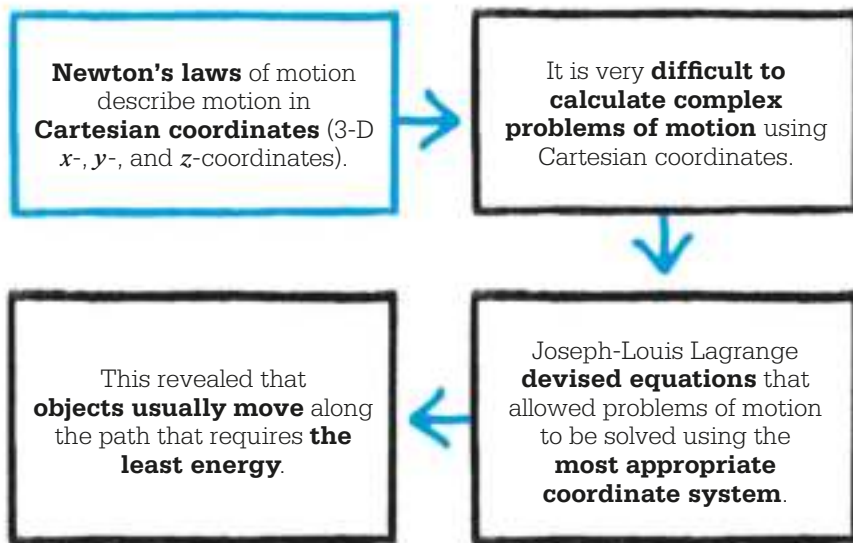 Newton's laws of motion
describe motion in
Cartesian coordinates (3-D
x-, y-, and z-coordinates).
It is very difficult to
calculate complex
problems of motion using
Cartesian coordinates.
Joseph-Louis Lagrange
devised equations that
allowed problems of motion
to be solved using the
most appropriate
coordinate system.
This revealed that
objects usually move along
the path that requires the
least energy.